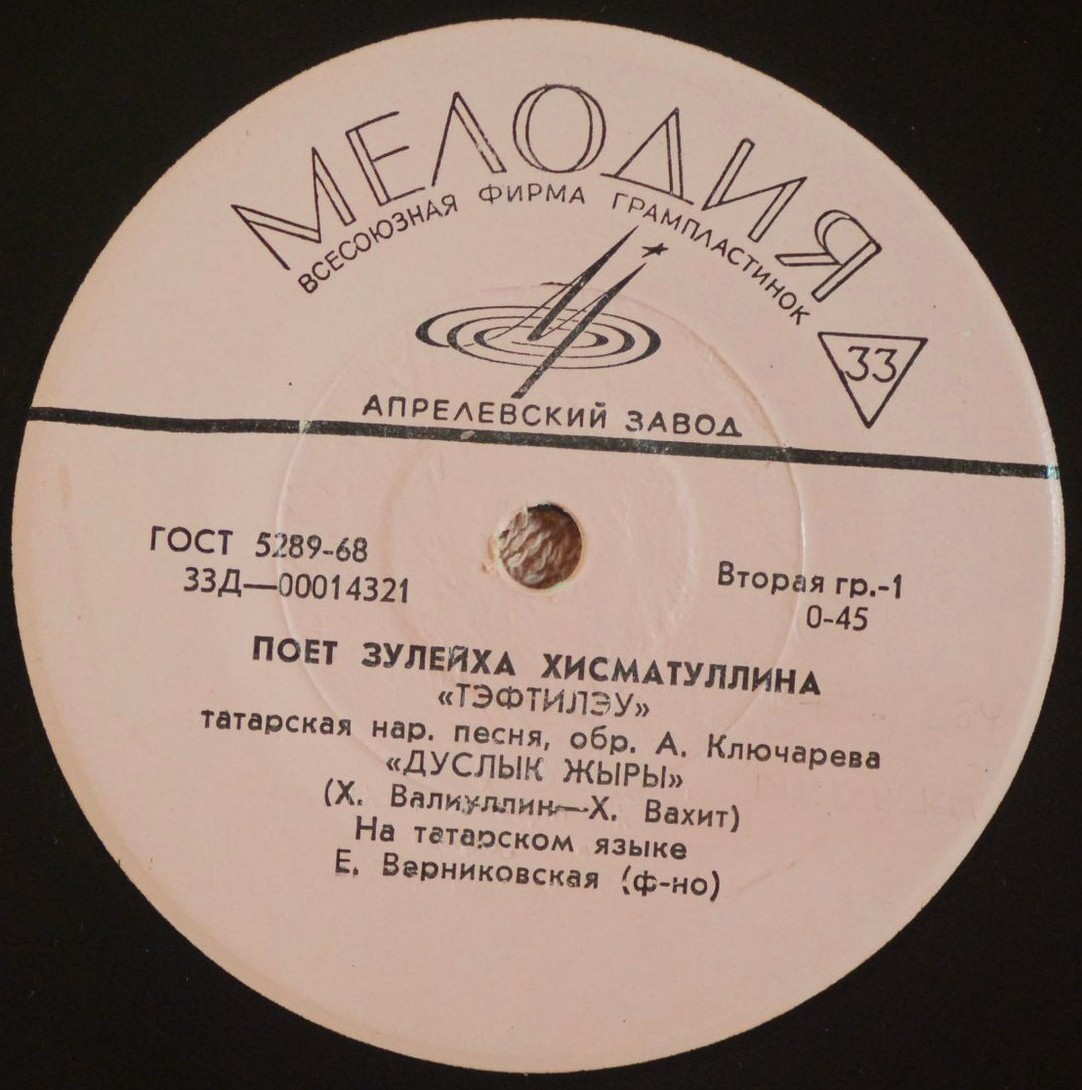 МЕЛОДИЯ
ВСЕСОЮЗНАЯ ФИРМА ГРАМПЛАСТИНОК
33
АПРЕЛЕВСКИЙ ЗАВОД
ГОСТ 5289-68
33Д—00014321
Вторая гр.-1
0-45
ПОЕТ ЗУЛЕЙХА ХИСМАТУЛЛИНА
«ТЭФТИЛЭУ»
татарская нар. песня, обр. А. Ключарева
«ДУСЛЫК ЖЫРЫ»
(Х. Валиуллин—Х. Вахит)
На татарском языке
Е. Верниковская (ф-но)